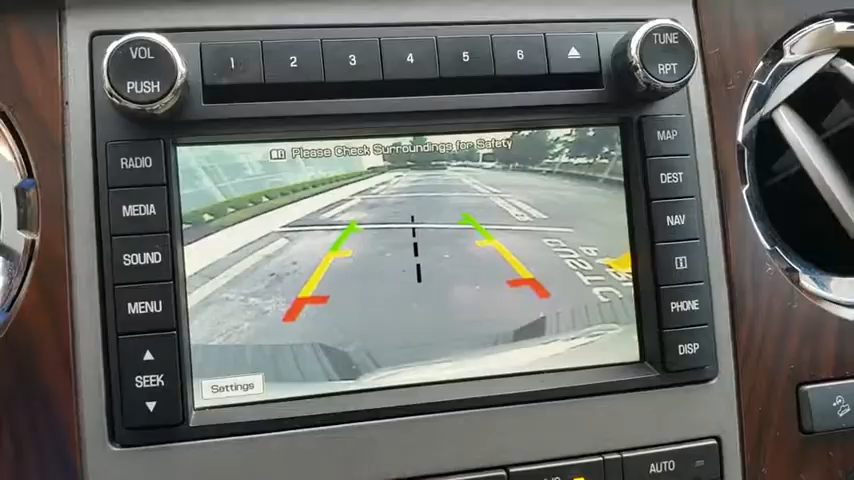 VOL
PUSH
1 2 3 4 5 6
TUNE
RPT
RADIO
MEDIA
SOUND
MENU
SEEK
Please Check Surroundings for Safety
Settings
MAP
DEST
NAV
PHONE
DISP
AUTO